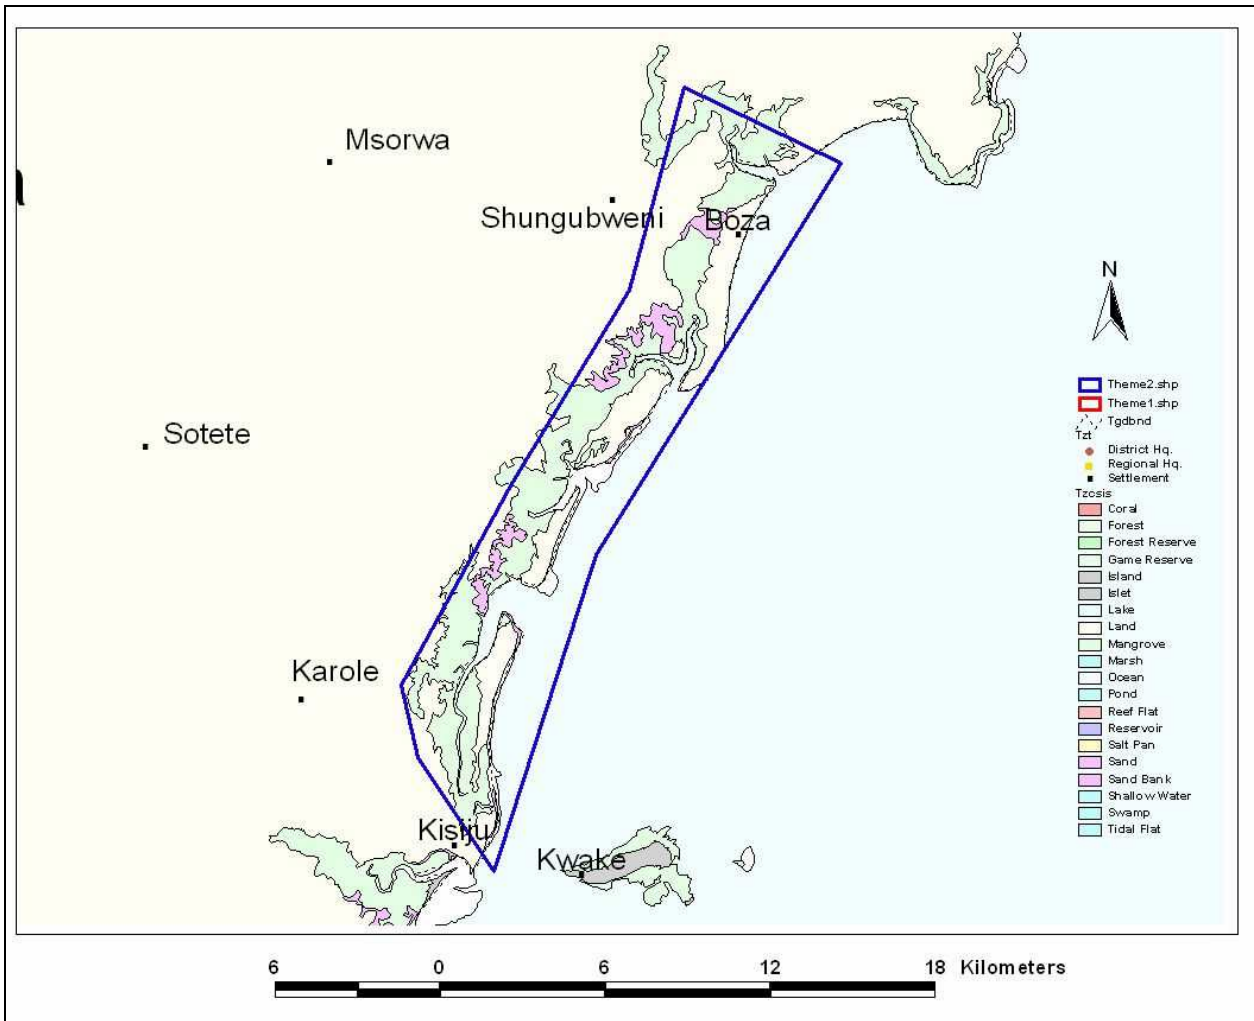 Msorwa
a
Shungubweni
Boza
N
Sotete
Karole
Kisiju
Kwake
Theme2.shp
Theme1.shp
Tgdbnd
Tzt
District Hq.
Regional Hq.
Settlement
Tzcsis
Coral
Forest
Forest Reserve
Game Reserve
Island
Islet
Lake
Land
Mangrove
Marsh
Ocean
Pond
Reef Flat
Reservoir
Salt Pan
Sand
Sand Bank
Shallow Water
Swamp
Tidal Flat
6 0 6 12 18 Kilometers